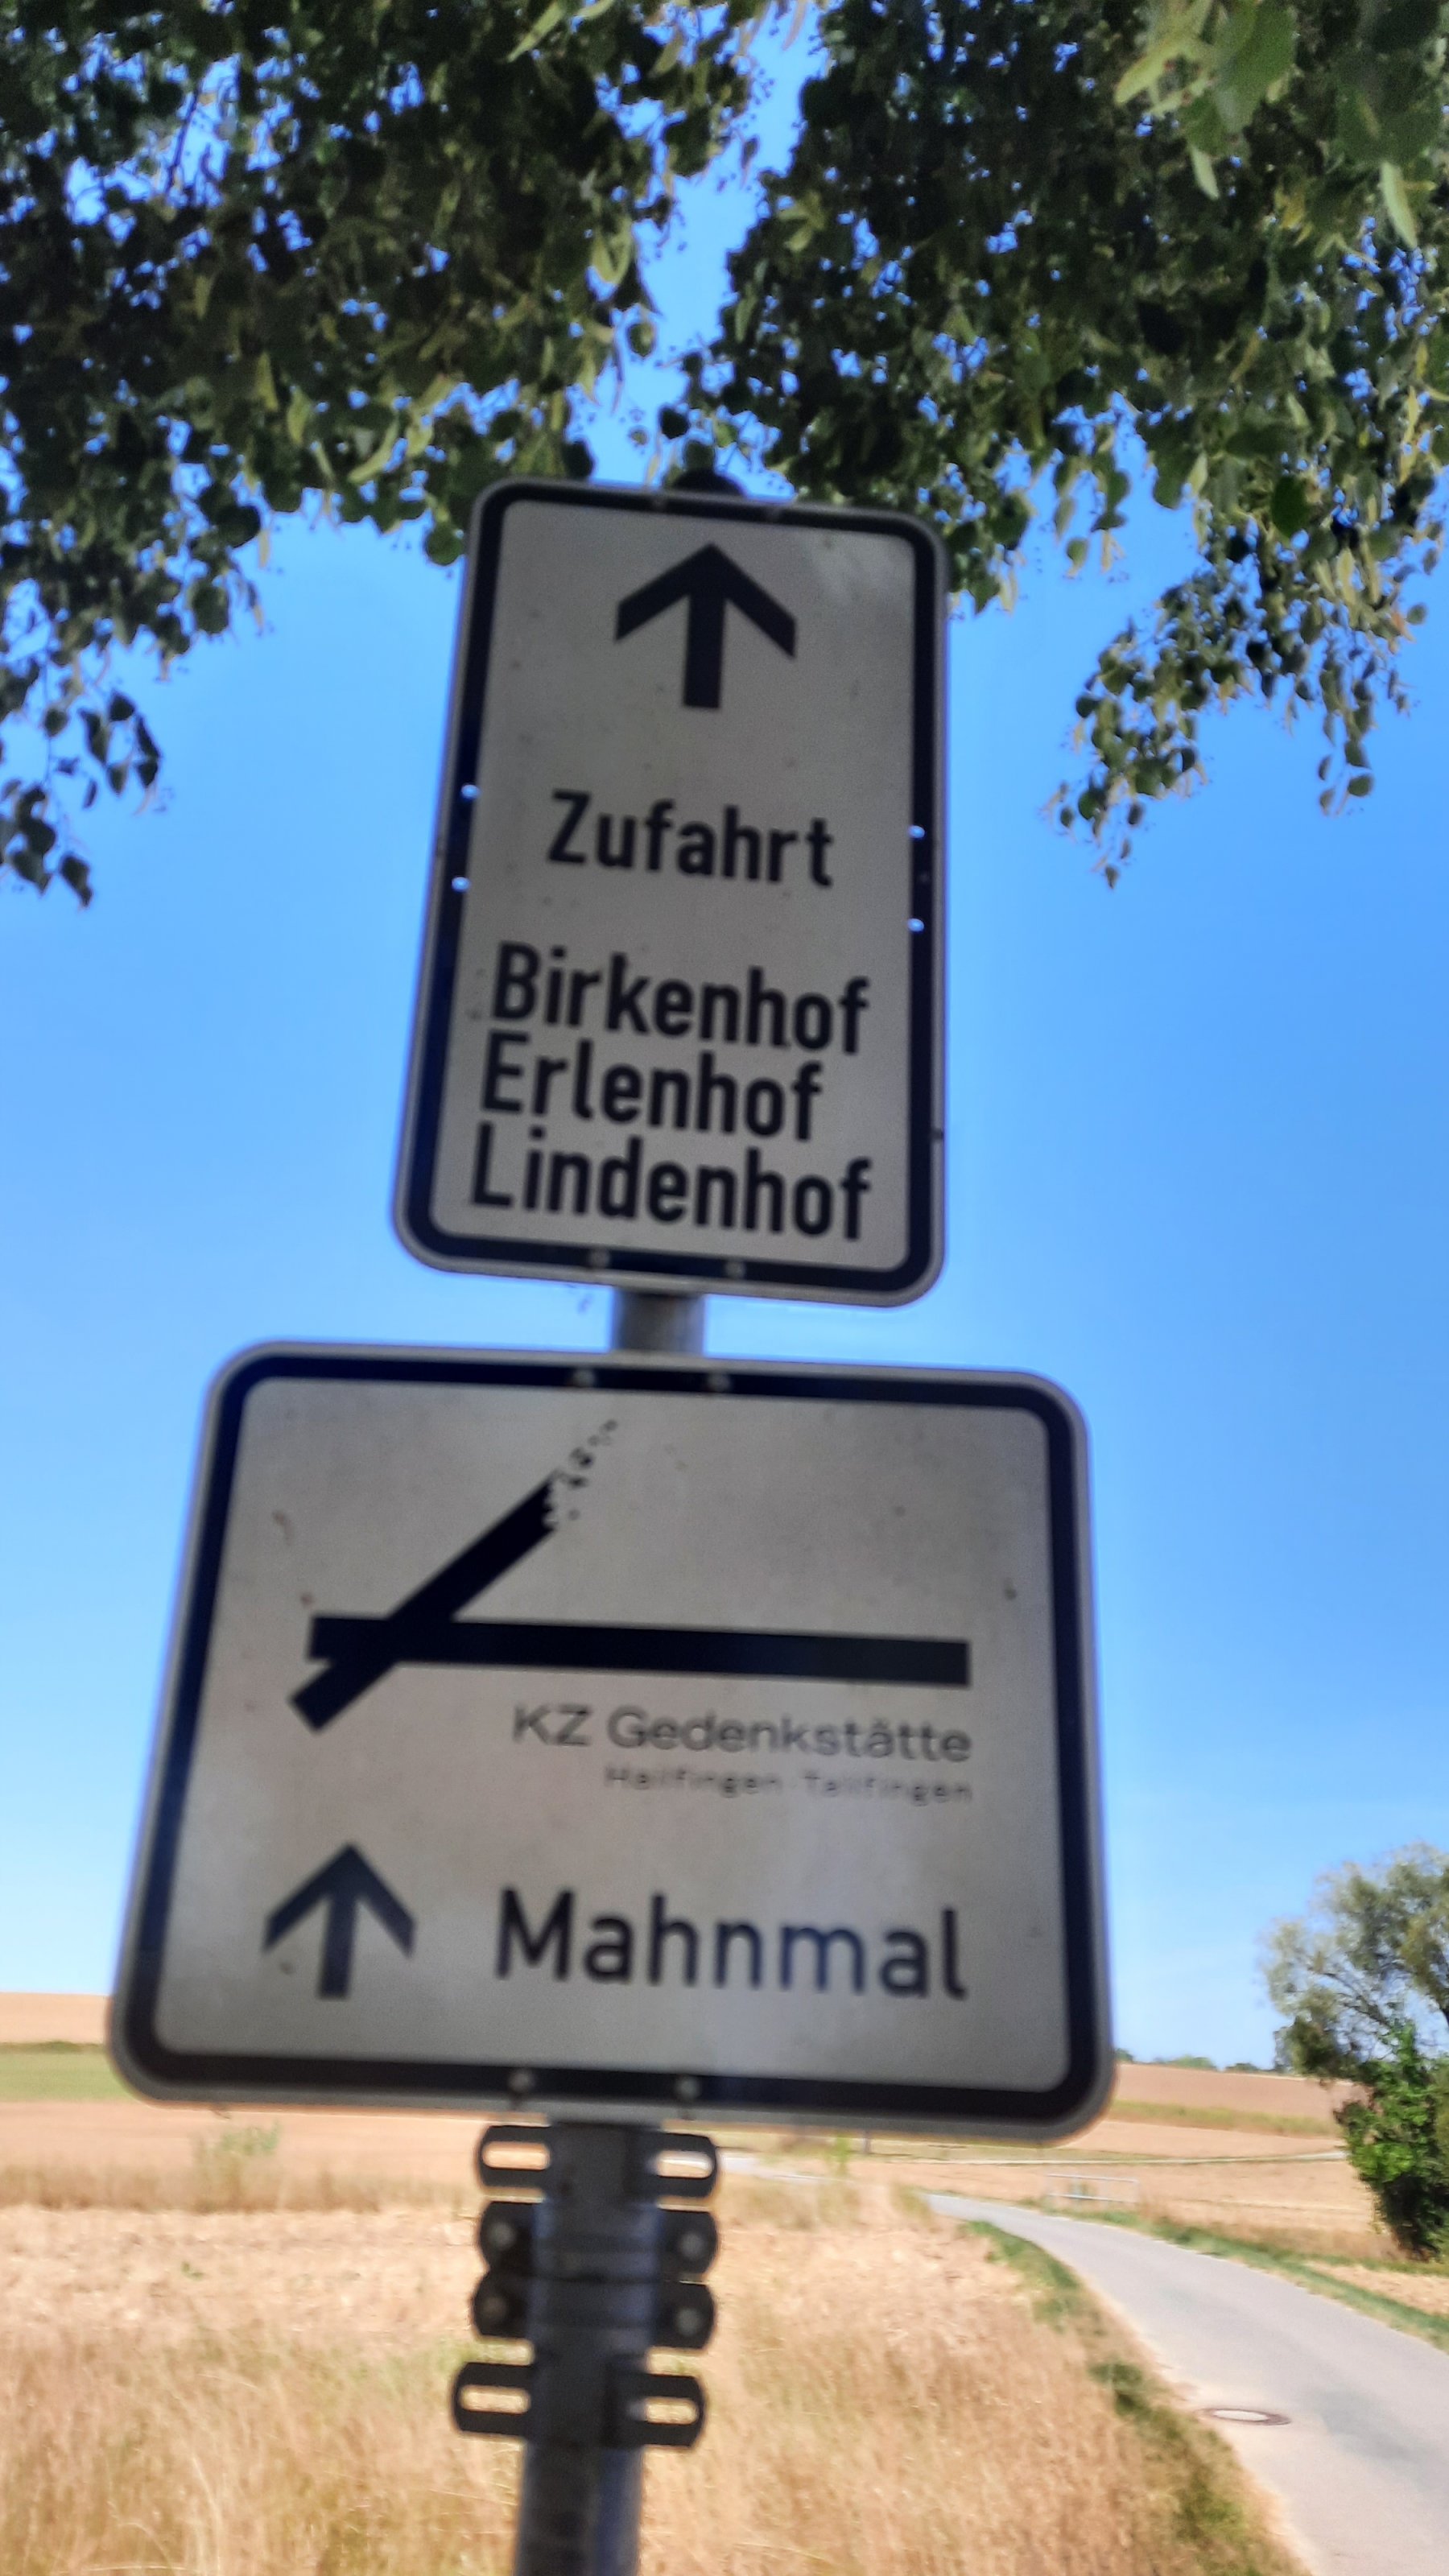 Zufahrt
Birkenhof
Erlenhof
Lindenhof
KZ Gedenkstätte
Hailfingen · Tailfingen
Mahnmal